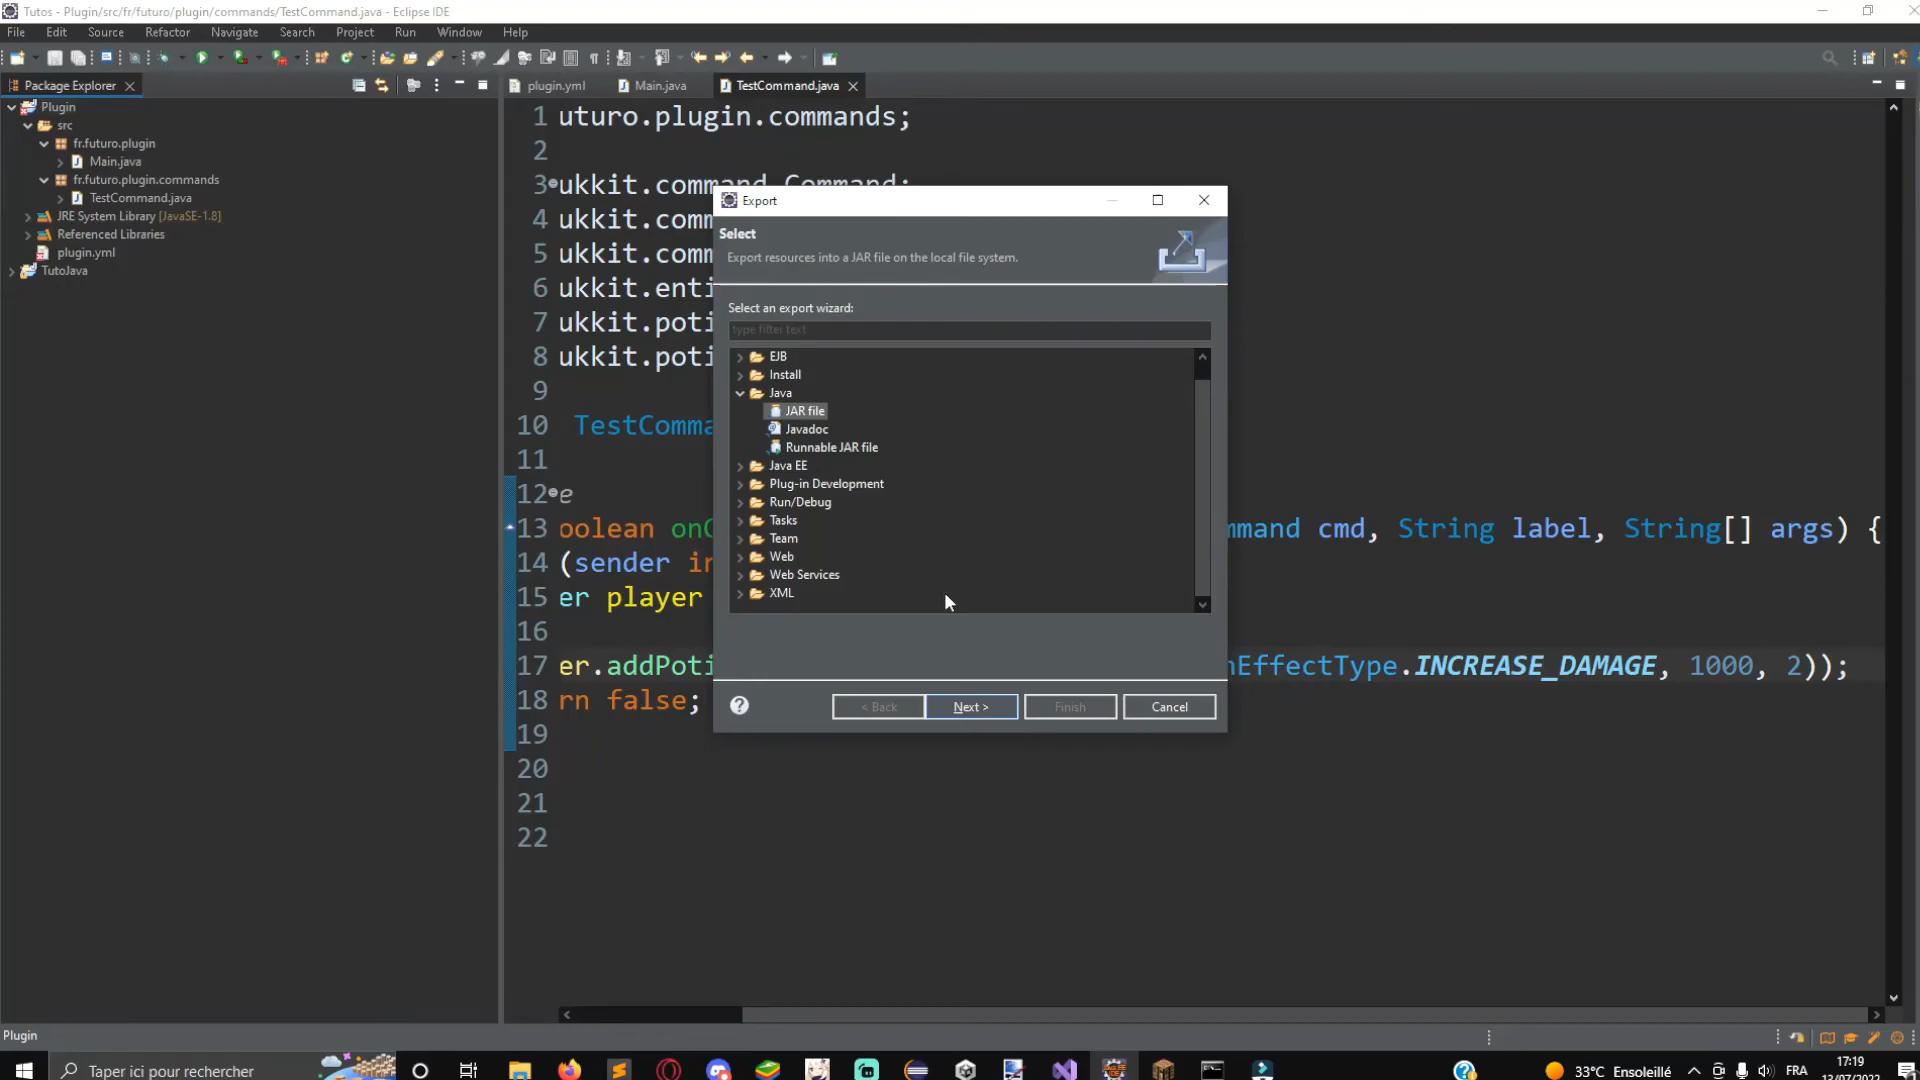 Tutos - Plugin/src/fr/futuro/plugin/commands/TestCommand.java - Eclipse IDE
File Edit Source Refactor Navigate Search Project Run Window Help
Package Explorer
plugin.yml
Main.java
TestCommand.java
Plugin
src
fr.futuro.plugin
Main.java
fr.futuro.plugin.commands
TestCommand.java
JRE System Library [JavaSE-1.8]
Referenced Libraries
plugin.yml
TutoJava
1 uturo.plugin.commands;
2
3 ukkit.command.Command;
4 ukkit.comm
5 ukkit.comm
6 ukkit.enti
7 ukkit.poti
8 ukkit.poti
9
10 TestComma
11
12 e
13 oolean onC mmand cmd, String label, String[] args) {
14 (sender in
15 er player
16
17 er.addPoti nEffectType.INCREASE_DAMAGE, 1000, 2));
18 rn false;
19
20
21
22
Export
Select
Export resources into a JAR file on the local file system.
Select an export wizard:
type filter text
EJB
Install
Java
JAR file
Javadoc
Runnable JAR file
Java EE
Plug-in Development
Run/Debug
Tasks
Team
Web
Web Services
XML
< Back
Next >
Finish
Cancel
Plugin
Taper ici pour rechercher
33°C Ensoleillé
FRA
17:19
13/07/2022